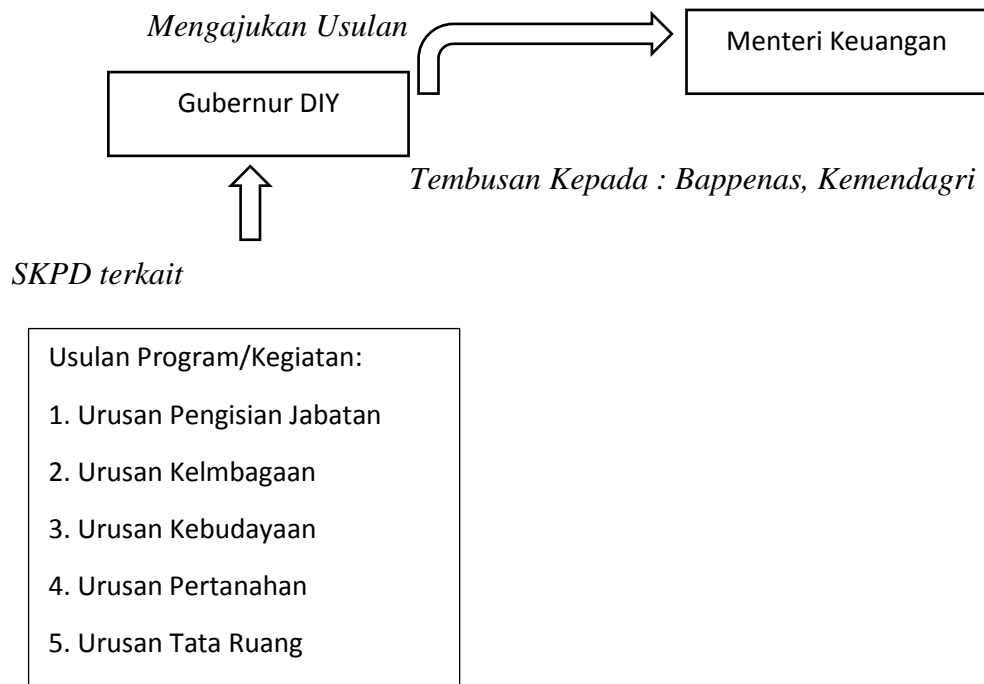 Mengajukan Usulan
Menteri Keuangan
Gubernur DIY
Tembusan Kepada : Bappenas, Kemendagri
SKPD terkait
Usulan Program/Kegiatan:
1. Urusan Pengisian Jabatan
2. Urusan Kelmbagaan
3. Urusan Kebudayaan
4. Urusan Pertanahan
5. Urusan Tata Ruang